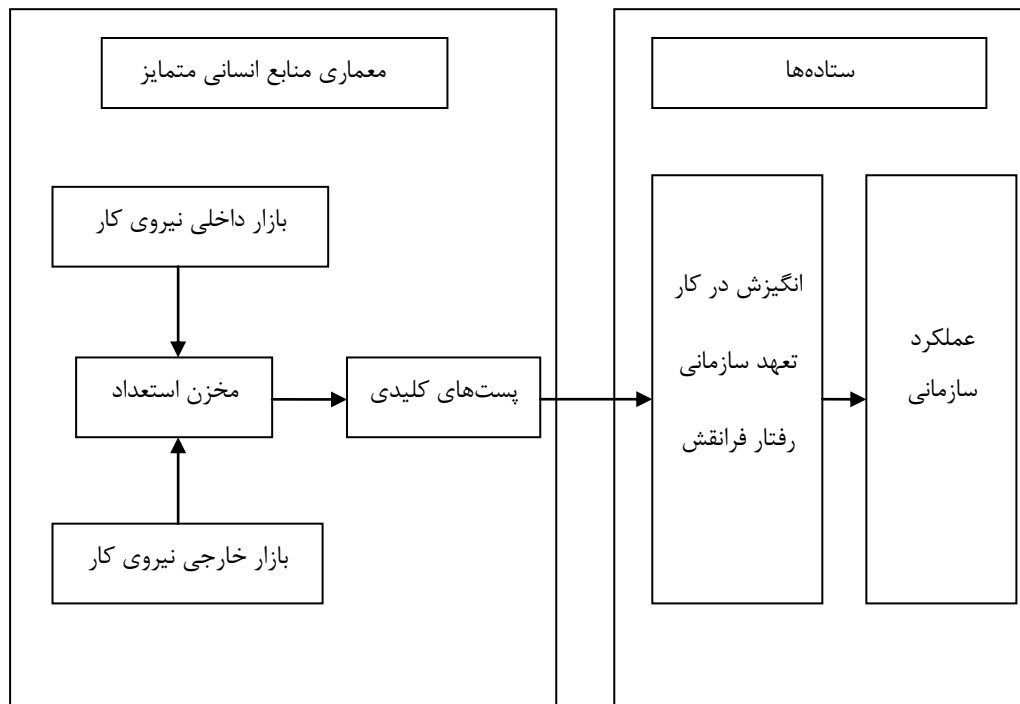 معماری منابع انسانی متمایز
ستاده‌ها
بازار داخلی نیروی کار
مخزن استعداد
پست‌های کلیدی
بازار خارجی نیروی کار
انگیزش در کار
تعهد سازمانی
رفتار فرانقش
عملکرد
سازمانی